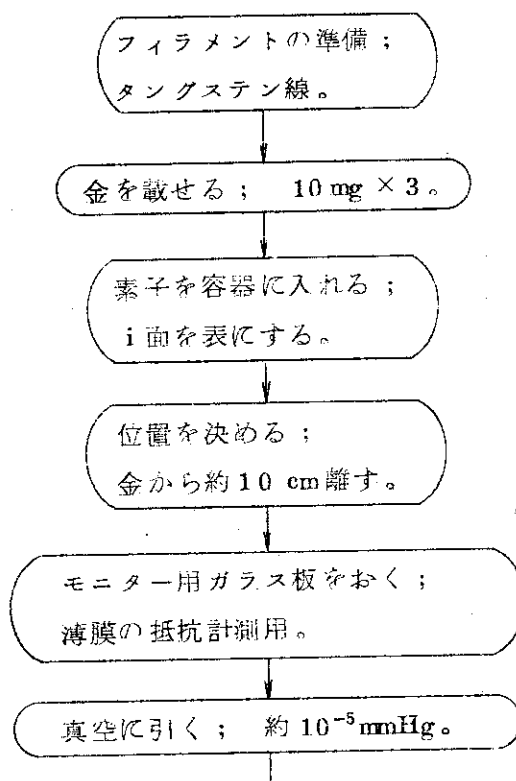 フィラメントの準備；
タングステン線。
金を載せる；　10 mg × 3。
素子を容器に入れる；
i 面を表にする。
位置を決める；
金から約 10 cm 離す。
モニター用ガラス板をおく；
薄膜の抵抗計測用。
真空に引く；　約 10⁻⁵mmHg。